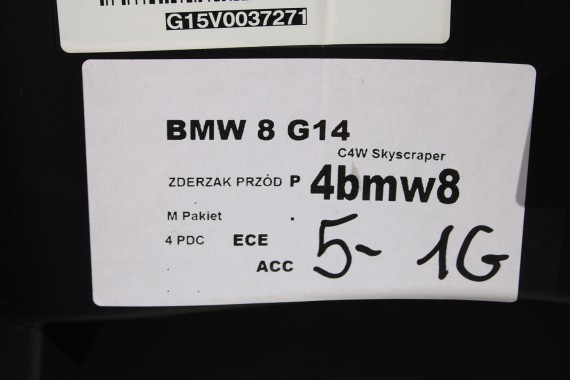 G15V0037271
BMW 8 G14
C4W Skyscraper
ZDERZAK PRZÓD P 4bmw8
M Pakiet .
4 PDC ECE 5- 1G
ACC
. .